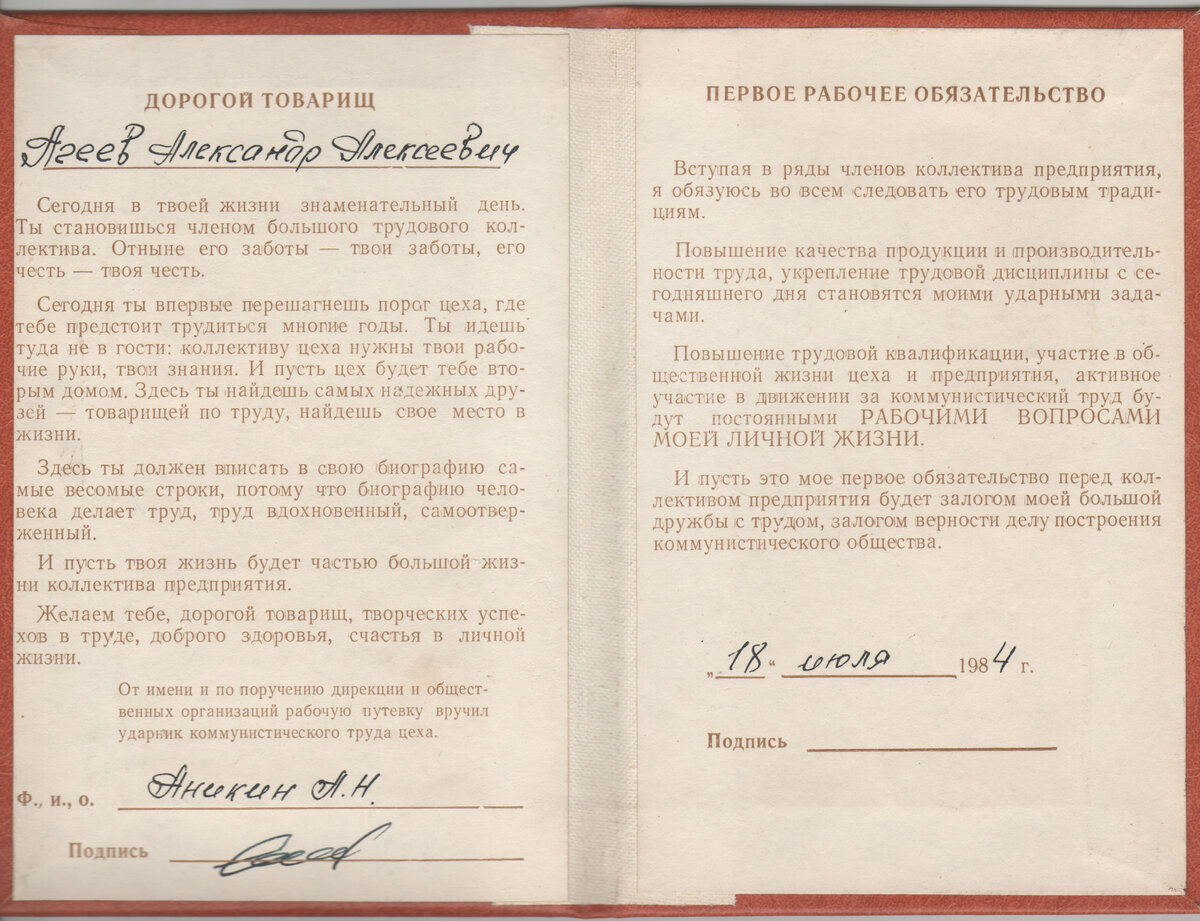 ДОРОГОЙ ТОВАРИЩ
Агеев Александр Алексеевич
Сегодня в твоей жизни знаменательный день.
Ты становишься членом большого трудового кол-
лектива. Отныне его заботы — твои заботы, его
честь — твоя честь.
Сегодня ты впервые перешагнешь порог цеха, где
тебе предстоит трудиться многие годы. Ты идешь
туда не в гости: коллективу цеха нужны твои рабо-
чие руки, твои знания. И пусть цех будет тебе вто-
рым домом. Здесь ты найдешь самых надежных дру-
зей — товарищей по труду, найдешь свое место в
жизни.
Здесь ты должен вписать в свою биографию са-
мые весомые строки, потому что биографию чело-
века делает труд, труд вдохновенный, самоотвер-
женный.
И пусть твоя жизнь будет частью большой жиз-
ни коллектива предприятия.
Желаем тебе, дорогой товарищ, творческих успе-
хов в труде, доброго здоровья, счастья в личной
жизни.
От имени и по поручению дирекции и общест-
венных организаций рабочую путевку вручил
ударник коммунистического труда цеха.
Ф., и., о. Аникин А.Н.
Подпись
ПЕРВОЕ РАБОЧЕЕ ОБЯЗАТЕЛЬСТВО
Вступая в ряды членов коллектива предприятия,
я обязуюсь во всем следовать его трудовым тради-
циям.
Повышение качества продукции и производитель-
ности труда, укрепление трудовой дисциплины с се-
годняшнего дня становятся моими ударными зада-
чами.
Повышение трудовой квалификации, участие в об-
щественной жизни цеха и предприятия, активное
участие в движении за коммунистический труд бу-
дут постоянными РАБОЧИМИ ВОПРОСАМИ
МОЕЙ ЛИЧНОЙ ЖИЗНИ.
И пусть это мое первое обязательство перед кол-
лективом предприятия будет залогом моей большой
дружбы с трудом, залогом верности делу построения
коммунистического общества.
„18“ июля 1984 г.
Подпись